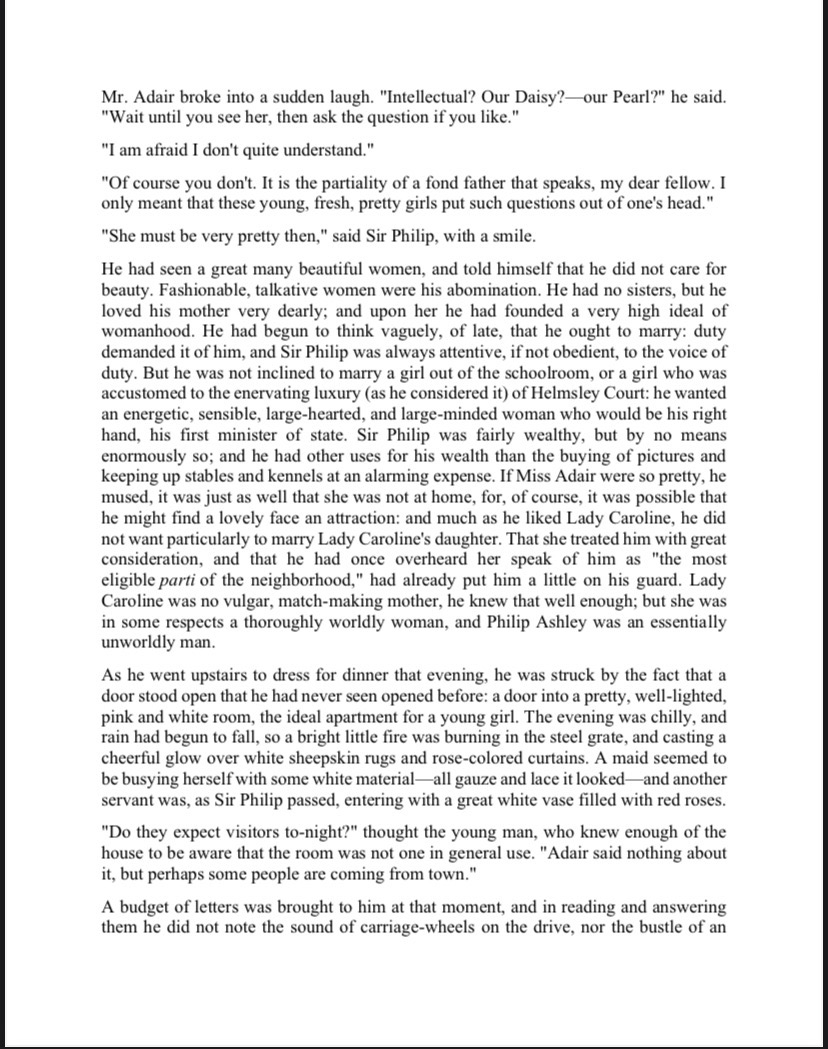 Mr. Adair broke into a sudden laugh. "Intellectual? Our Daisy?—our Pearl?" he said.
"Wait until you see her, then ask the question if you like."
"I am afraid I don't quite understand."
"Of course you don't. It is the partiality of a fond father that speaks, my dear fellow. I
only meant that these young, fresh, pretty girls put such questions out of one's head."
"She must be very pretty then," said Sir Philip, with a smile.
He had seen a great many beautiful women, and told himself that he did not care for
beauty. Fashionable, talkative women were his abomination. He had no sisters, but he
loved his mother very dearly; and upon her he had founded a very high ideal of
womanhood. He had begun to think vaguely, of late, that he ought to marry: duty
demanded it of him, and Sir Philip was always attentive, if not obedient, to the voice of
duty. But he was not inclined to marry a girl out of the schoolroom, or a girl who was
accustomed to the enervating luxury (as he considered it) of Helmsley Court: he wanted
an energetic, sensible, large-hearted, and large-minded woman who would be his right
hand, his first minister of state. Sir Philip was fairly wealthy, but by no means
enormously so; and he had other uses for his wealth than the buying of pictures and
keeping up stables and kennels at an alarming expense. If Miss Adair were so pretty, he
mused, it was just as well that she was not at home, for, of course, it was possible that
he might find a lovely face an attraction: and much as he liked Lady Caroline, he did
not want particularly to marry Lady Caroline's daughter. That she treated him with great
consideration, and that he had once overheard her speak of him as "the most
eligible parti of the neighborhood," had already put him a little on his guard. Lady
Caroline was no vulgar, match-making mother, he knew that well enough; but she was
in some respects a thoroughly worldly woman, and Philip Ashley was an essentially
unworldly man.
As he went upstairs to dress for dinner that evening, he was struck by the fact that a
door stood open that he had never seen opened before: a door into a pretty, well-lighted,
pink and white room, the ideal apartment for a young girl. The evening was chilly, and
rain had begun to fall, so a bright little fire was burning in the steel grate, and casting a
cheerful glow over white sheepskin rugs and rose-colored curtains. A maid seemed to
be busying herself with some white material—all gauze and lace it looked—and another
servant was, as Sir Philip passed, entering with a great white vase filled with red roses.
"Do they expect visitors to-night?" thought the young man, who knew enough of the
house to be aware that the room was not one in general use. "Adair said nothing about
it, but perhaps some people are coming from town."
A budget of letters was brought to him at that moment, and in reading and answering
them he did not note the sound of carriage-wheels on the drive, nor the bustle of an